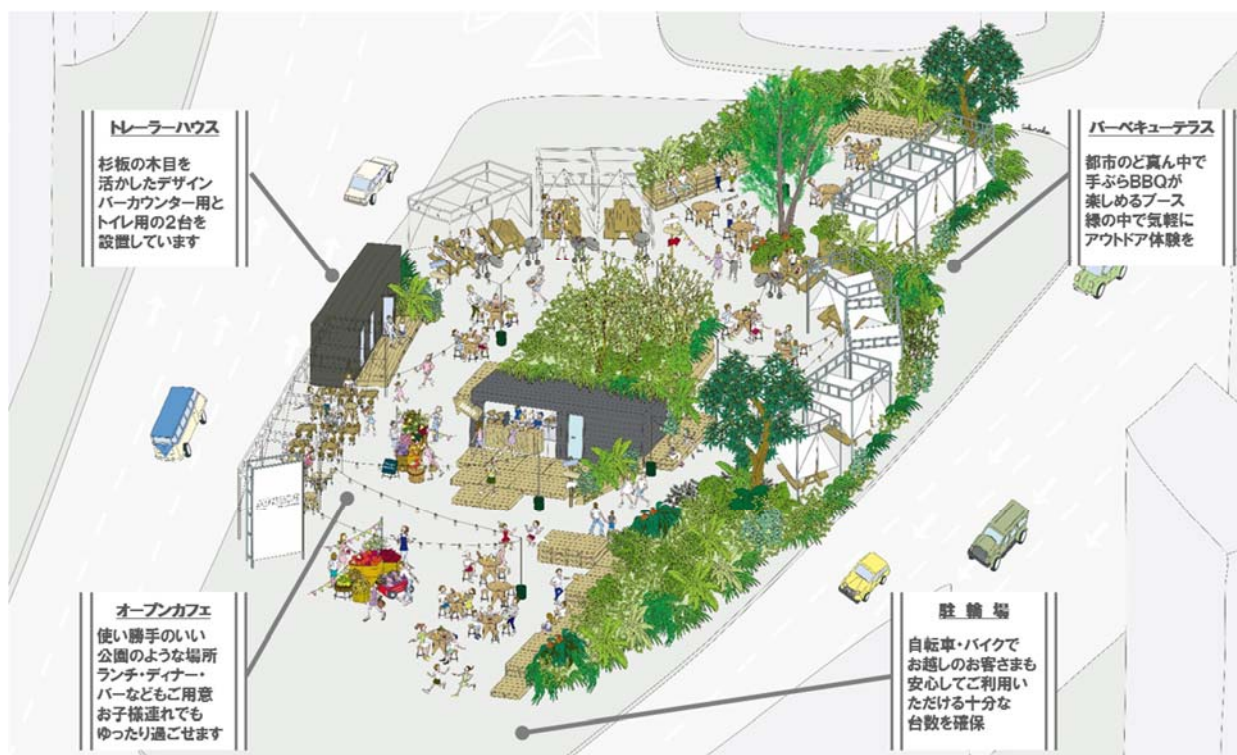 トレーラーハウス
杉板の木目を
活かしたデザイン
バーカウンター用と
トイレ用の2台を
設置しています
バーベキューテラス
都市のど真ん中で
手ぶらBBQが
楽しめるブース
緑の中で気軽に
アウトドア体験を
オープンカフェ
使い勝手のいい
公園のような場所
ランチ・ディナー・
バーなどもご用意
お子様連れでも
ゆったり過ごせます
駐輪場
自転車・バイクで
お越しのお客さまも
安心してご利用い
ただける十分な
台数を確保